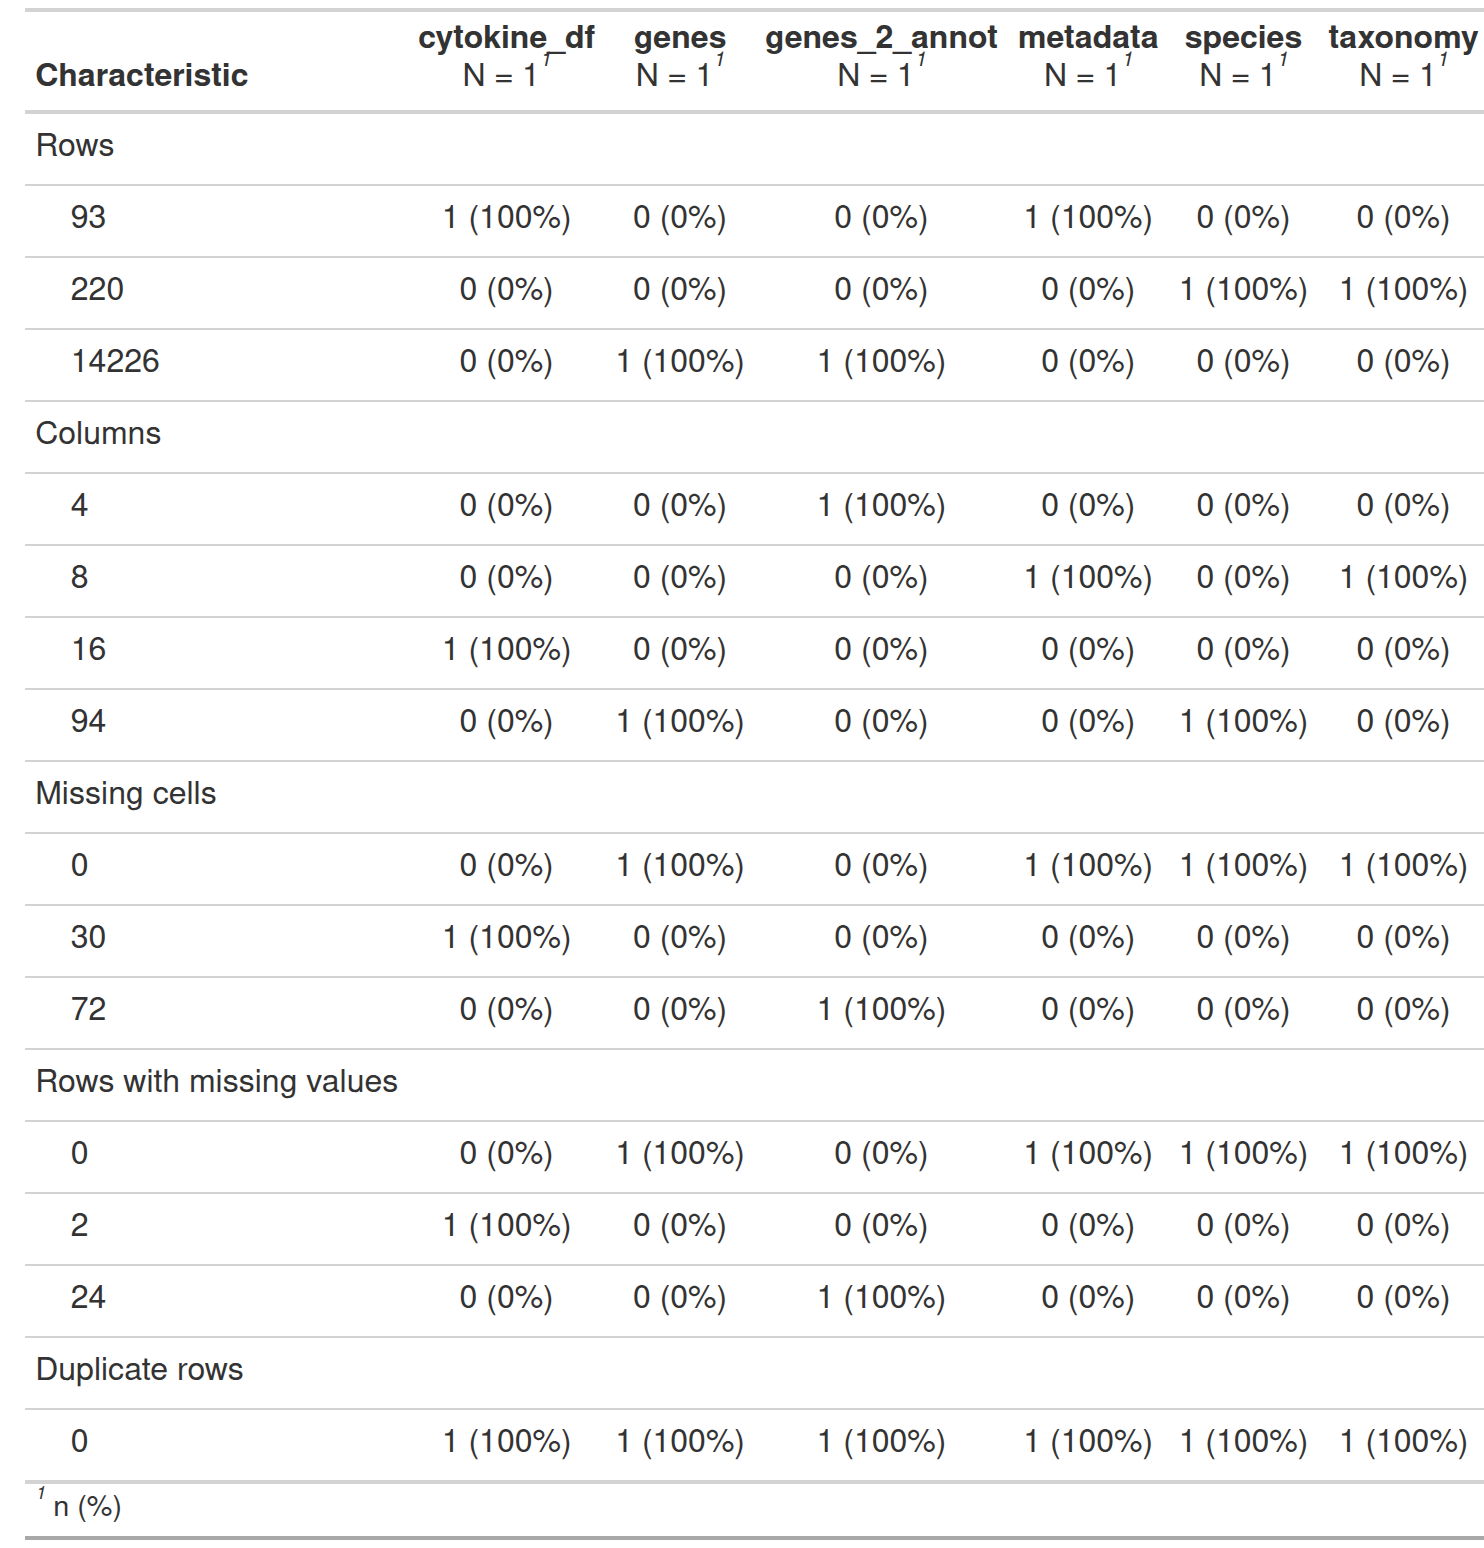 cytokine_df genes genes_2_annot metadata species taxonomy
Characteristic N = 1¹ N = 1¹ N = 1¹ N = 1¹ N = 1¹ N = 1¹
Rows
93 1 (100%) 0 (0%) 0 (0%) 1 (100%) 0 (0%) 0 (0%)
220 0 (0%) 0 (0%) 0 (0%) 0 (0%) 1 (100%) 1 (100%)
14226 0 (0%) 1 (100%) 1 (100%) 0 (0%) 0 (0%) 0 (0%)
Columns
4 0 (0%) 0 (0%) 1 (100%) 0 (0%) 0 (0%) 0 (0%)
8 0 (0%) 0 (0%) 0 (0%) 1 (100%) 0 (0%) 1 (100%)
16 1 (100%) 0 (0%) 0 (0%) 0 (0%) 0 (0%) 0 (0%)
94 0 (0%) 1 (100%) 0 (0%) 0 (0%) 1 (100%) 0 (0%)
Missing cells
0 0 (0%) 1 (100%) 0 (0%) 1 (100%) 1 (100%) 1 (100%)
30 1 (100%) 0 (0%) 0 (0%) 0 (0%) 0 (0%) 0 (0%)
72 0 (0%) 0 (0%) 1 (100%) 0 (0%) 0 (0%) 0 (0%)
Rows with missing values
0 0 (0%) 1 (100%) 0 (0%) 1 (100%) 1 (100%) 1 (100%)
2 1 (100%) 0 (0%) 0 (0%) 0 (0%) 0 (0%) 0 (0%)
24 0 (0%) 0 (0%) 1 (100%) 0 (0%) 0 (0%) 0 (0%)
Duplicate rows
0 1 (100%) 1 (100%) 1 (100%) 1 (100%) 1 (100%) 1 (100%)
¹ n (%)